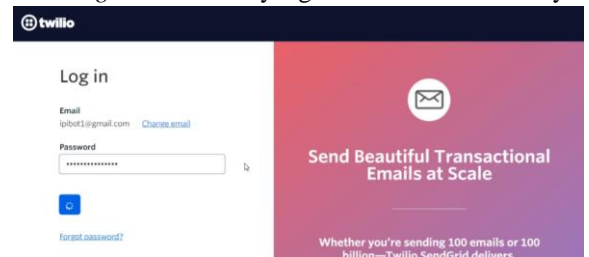 twilio
Log in
Email
ipibot1@gmail.com Change email
Password
•••••••••••••••
Forgot password?
Send Beautiful Transactional
Emails at Scale
Whether you're sending 100 emails or 100
billion—Twilio SendGrid delivers